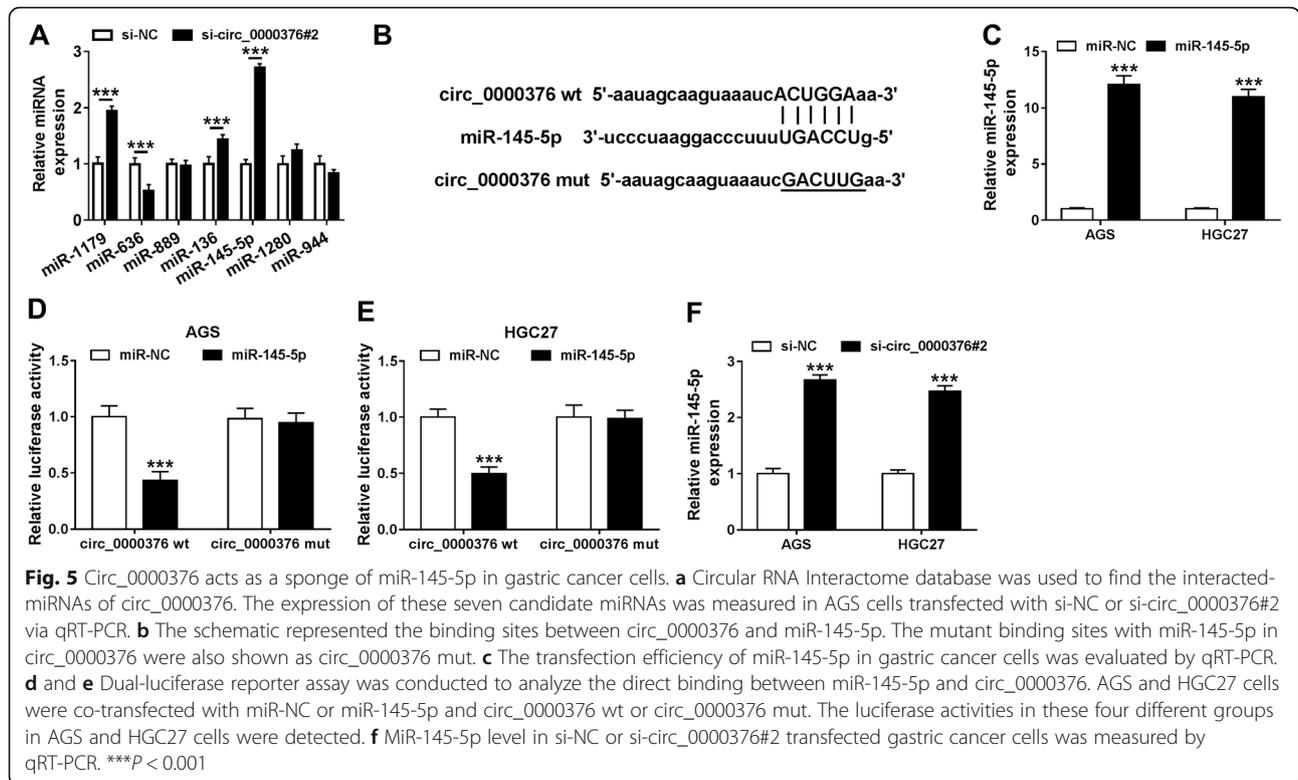 A
si-NC si-circ_0000376#2
Relative miRNA
expression
3
2
1
0
*** *** *** ***
miR-1179 miR-636 miR-889 miR-136 miR-145-5p miR-1280 miR-944
B
circ_0000376 wt 5'-aauagcaaguaaaucACUGGAaa-3'
miR-145-5p 3'-ucccuaaggacccuuuUGACCUg-5'
circ_0000376 mut 5'-aauagcaaguaaaucGACUUGaa-3'
C
miR-NC miR-145-5p
Relative miR-145-5p
expression
15
10
5
0
*** ***
AGS HGC27
D
AGS
miR-NC miR-145-5p
Relative luciferase activity
1.5
1.0
0.5
0.0
***
circ_0000376 wt circ_0000376 mut
E
HGC27
miR-NC miR-145-5p
Relative luciferase activity
1.5
1.0
0.5
0.0
***
circ_0000376 wt circ_0000376 mut
F
si-NC si-circ_0000376#2
Relative miR-145-5p
expression
3
2
1
0
*** ***
AGS HGC27
Fig. 5 Circ_0000376 acts as a sponge of miR-145-5p in gastric cancer cells. a Circular RNA Interactome database was used to find the interacted-
miRNAs of circ_0000376. The expression of these seven candidate miRNAs was measured in AGS cells transfected with si-NC or si-circ_0000376#2
via qRT-PCR. b The schematic represented the binding sites between circ_0000376 and miR-145-5p. The mutant binding sites with miR-145-5p in
circ_0000376 were also shown as circ_0000376 mut. c The transfection efficiency of miR-145-5p in gastric cancer cells was evaluated by qRT-PCR.
d and e Dual-luciferase reporter assay was conducted to analyze the direct binding between miR-145-5p and circ_0000376. AGS and HGC27 cells
were co-transfected with miR-NC or miR-145-5p and circ_0000376 wt or circ_0000376 mut. The luciferase activities in these four different groups
in AGS and HGC27 cells were detected. f MiR-145-5p level in si-NC or si-circ_0000376#2 transfected gastric cancer cells was measured by
qRT-PCR. ***P < 0.001